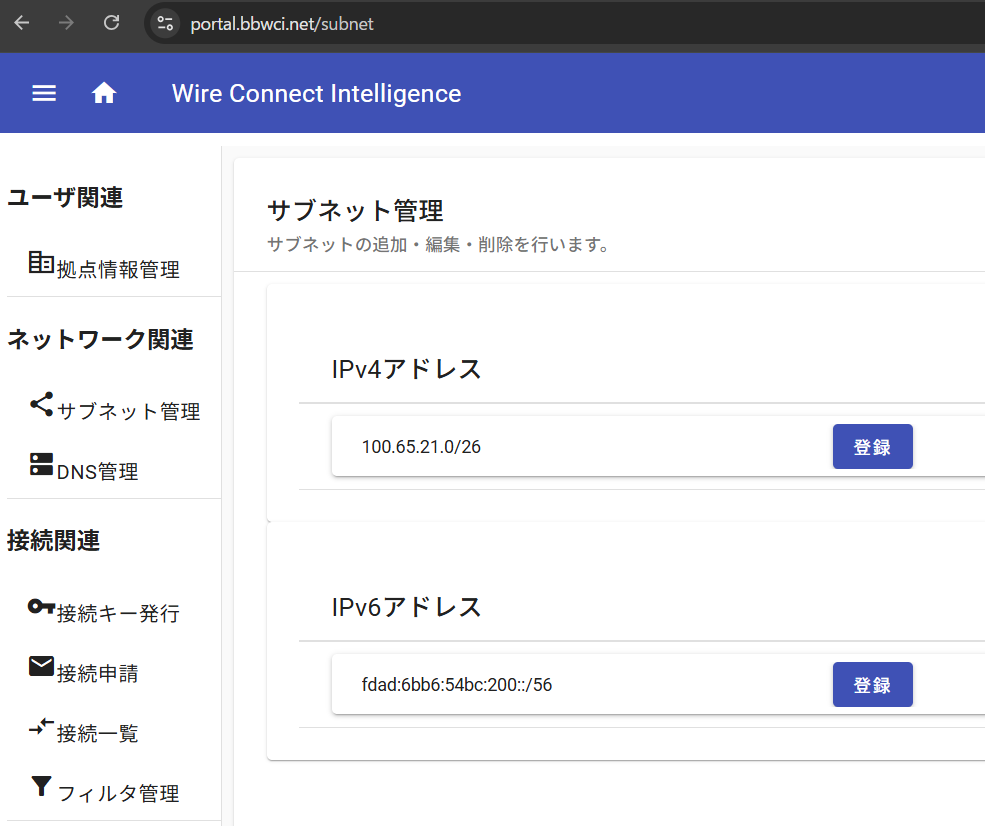 portal.bbwci.net/subnet
Wire Connect Intelligence
ユーザ関連
拠点情報管理
ネットワーク関連
サブネット管理
DNS管理
接続関連
接続キー発行
接続申請
接続一覧
フィルタ管理
サブネット管理
サブネットの追加・編集・削除を行います。
IPv4アドレス
100.65.21.0/26 登録
IPv6アドレス
fdad:6bb6:54bc:200::/56 登録